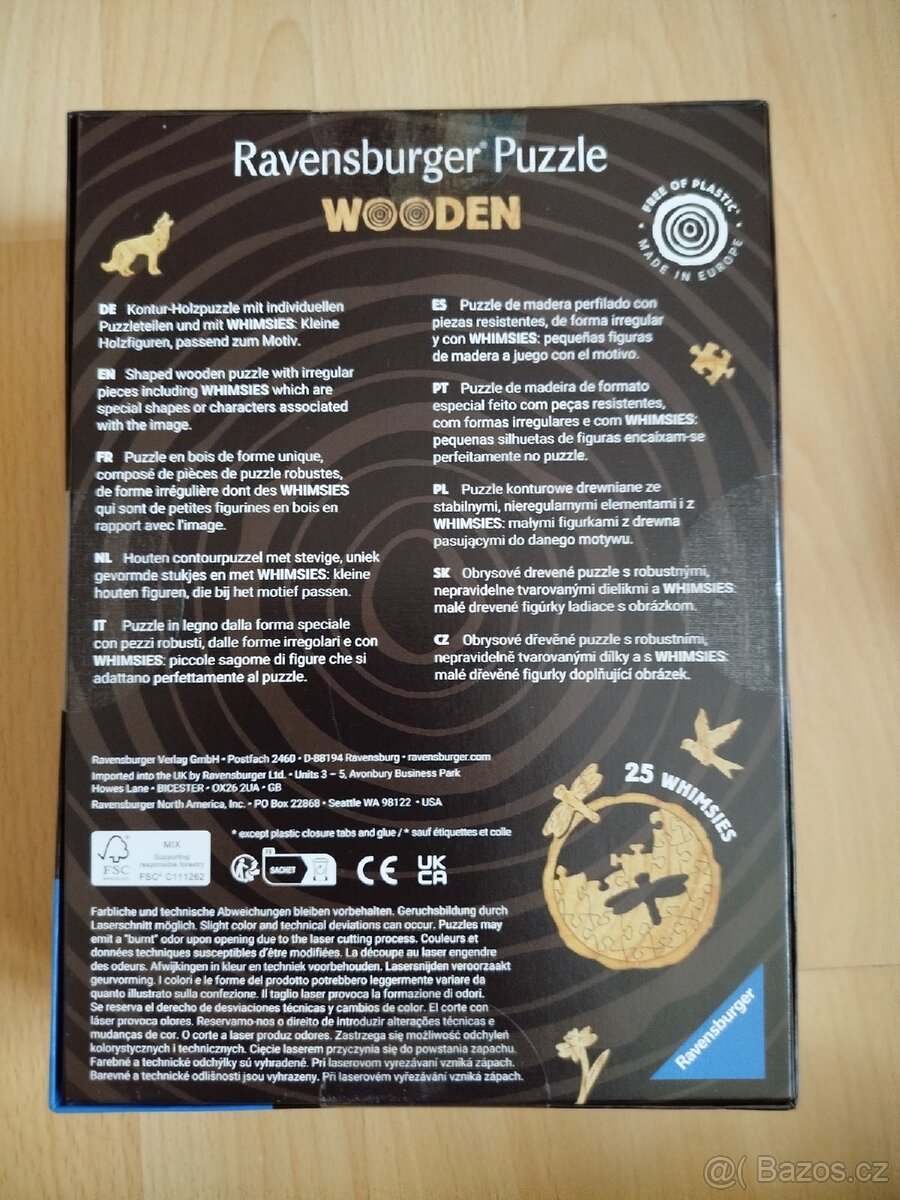 Ravensburger® Puzzle
WOODEN
FREE OF PLASTIC*
MADE IN EUROPE
DE Kontur-Holzpuzzle mit individuellen
Puzzleteilen und mit WHIMSIES: Kleine
Holzfiguren, passend zum Motiv.
EN Shaped wooden puzzle with irregular
pieces including WHIMSIES which are
special shapes or characters associated
with the image.
FR Puzzle en bois de forme unique,
composé de pièces de puzzle robustes,
de forme irrégulière dont des WHIMSIES
qui sont de petites figurines en bois en
rapport avec l'image.
NL Houten contourpuzzel met stevige, uniek
gevormde stukjes en met WHIMSIES: kleine
houten figuren, die bij het motief passen.
IT Puzzle in legno dalla forma speciale
con pezzi robusti, dalle forme irregolari e con
WHIMSIES: piccole sagome di figure che si
adattano perfettamente al puzzle.
ES Puzzle de madera perfilado con
piezas resistentes, de forma irregular
y con WHIMSIES: pequeñas figuras
de madera a juego con el motivo.
PT Puzzle de madeira de formato
especial feito com peças resistentes,
com formas irregulares e com WHIMSIES:
pequenas silhuetas de figuras encaixam-se
perfeitamente no puzzle.
PL Puzzle konturowe drewniane ze
stabilnymi, nieregularnymi elementami i z
WHIMSIES: małymi figurkami z drewna
pasującymi do danego motywu.
SK Obrysové drevené puzzle s robustnými,
nepravidelne tvarovanými dielikmi a WHIMSIES:
malé drevené figúrky ladiace s obrázkom.
CZ Obrysové dřevěné puzzle s robustními,
nepravidelně tvarovanými dílky a s WHIMSIES:
malé dřevěné figurky doplňující obrázek.
Ravensburger Verlag GmbH • Postfach 2460 • D-88194 Ravensburg • ravensburger.com
Imported into the UK by Ravensburger Ltd. • Units 3 – 5, Avonbury Business Park
Howes Lane • BICESTER • OX26 2UA • GB
Ravensburger North America, Inc. • PO Box 22868 • Seattle WA 98122 • USA
* except plastic closure tabs and glue / * sauf étiquettes et colle
25 WHIMSIES
FSC
MIX
Supporting
responsible forestry
FSC® C111262
FR
SACHET
CE
UK
CA
Farbliche und technische Abweichungen bleiben vorbehalten. Geruchsbildung durch
Laserschnitt möglich. Slight color and technical deviations can occur. Puzzles may
emit a "burnt" odor upon opening due to the laser cutting process. Couleurs et
données techniques susceptibles d'être modifiées. La découpe au laser engendre
des odeurs. Afwijkingen in kleur en techniek voorbehouden. Lasersnijden veroorzaakt
geurvorming. I colori e le forme del prodotto potrebbero leggermente variare da
quanto illustrato sulla confezione. Il taglio laser provoca la formazione di odori.
Se reserva el derecho de desviaciones técnicas y cambios de color. El corte con
láser provoca olores. Reservamo-nos o direito de introduzir alterações técnicas e
mudanças de cor. O corte a laser produz odores. Zastrzega się możliwość odchyleń
kolorystycznych i technicznych. Cięcie laserem przyczynia się do powstania zapachu.
Farebné a technické odchýlky sú vyhradené. Pri laserovom vyrezávaní vzniká zápach.
Barevné a technické odlišnosti jsou vyhrazeny. Při laserovém vyřezávání vzniká zápach.
Ravensburger
@( Bazos.cz